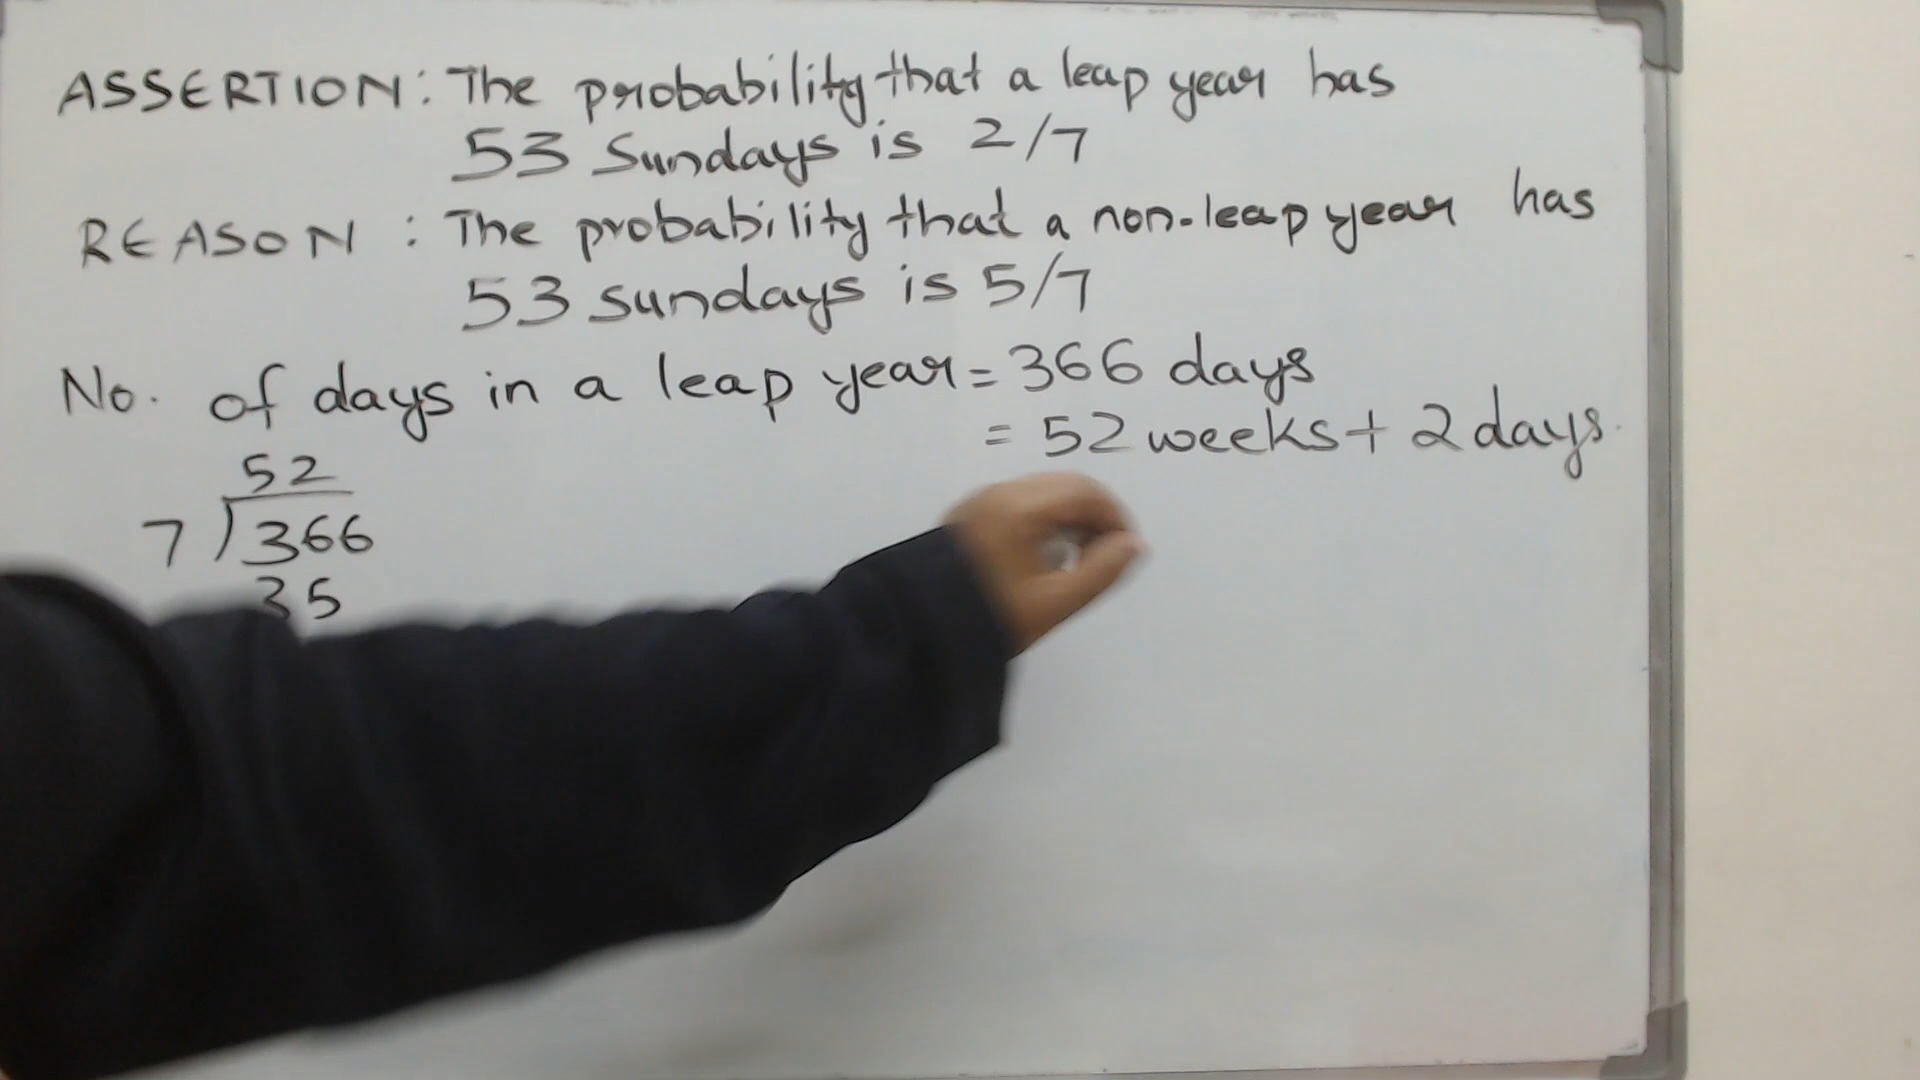 ASSERTION: The probability that a leap year has
53 Sundays is 2/7
REASON : The probability that a non-leap year has
53 sundays is 5/7
No. of days in a leap year = 366 days
= 52 weeks + 2 days.
52
7 ) 366
35